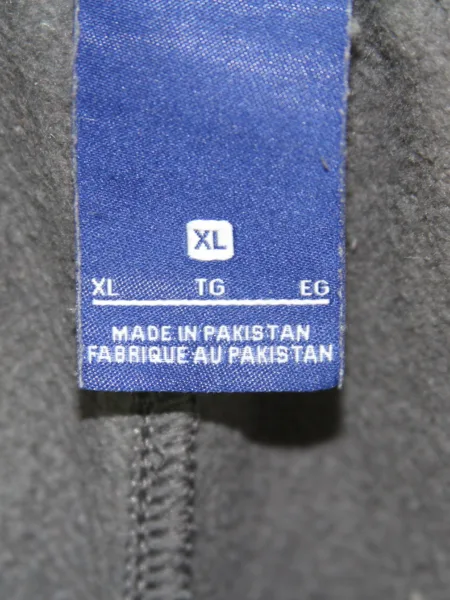 XL
XL TG EG
MADE IN PAKISTAN
FABRIQUE AU PAKISTAN